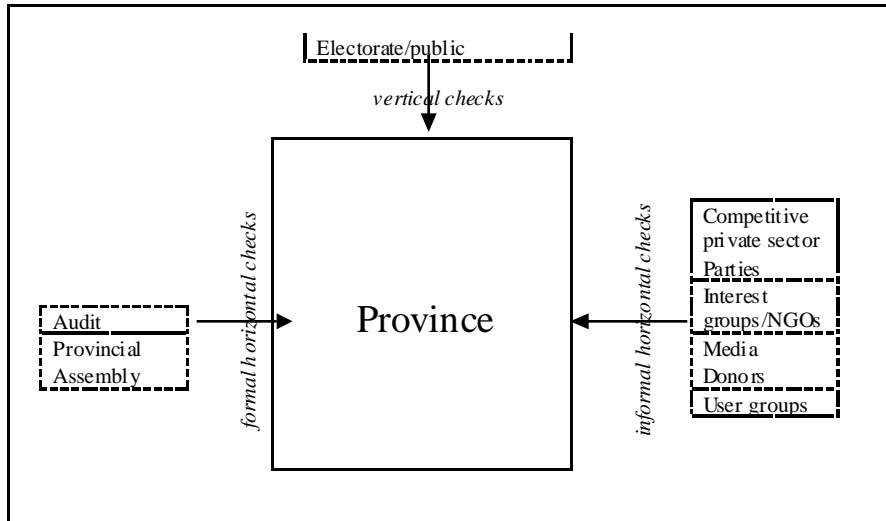 Electorate/public
vertical checks
formal horizontal checks
Audit
Provincial
Assembly
Province
informal horizontal checks
Competitive
private sector
Parties
Interest
groups/NGOs
Media
Donors
User groups